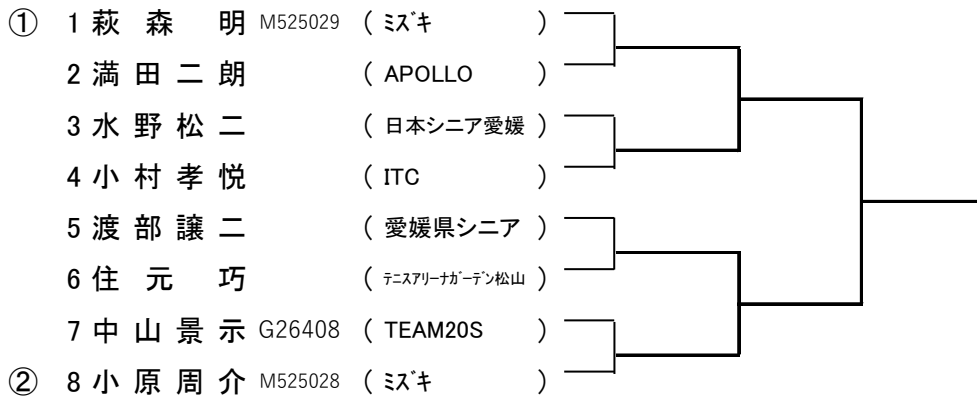 ① 1 萩 森 明 M525029 ( ﾐｽﾞｷ )
2 満 田 二 朗 ( APOLLO )
3 水 野 松 二 ( 日本シニア愛媛 )
4 小 村 孝 悦 ( ITC )
5 渡 部 譲 二 ( 愛媛県シニア )
6 住 元 巧 ( ﾃﾆｽｱﾘｰﾅｶﾞｰﾃﾞﾝ松山 )
7 中 山 景 示 G26408 ( TEAM20S )
② 8 小 原 周 介 M525028 ( ﾐｽﾞｷ )